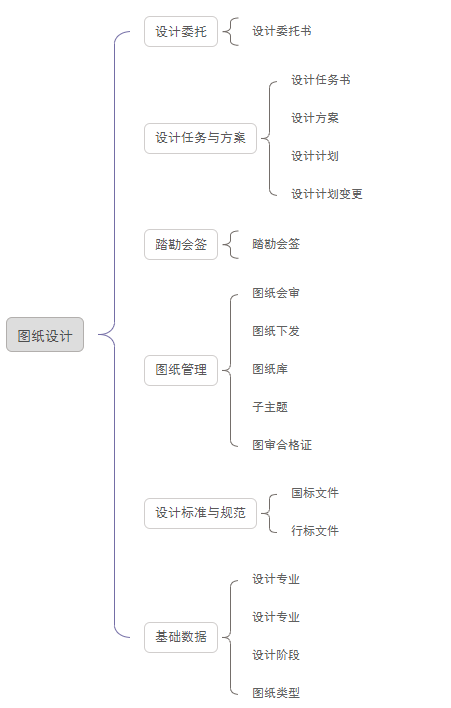 图纸设计
设计委托
设计委托书
设计任务与方案
设计任务书
设计方案
设计计划
设计计划变更
踏勘会签
踏勘会签
图纸管理
图纸会审
图纸下发
图纸库
子主题
图审合格证
设计标准与规范
国标文件
行标文件
基础数据
设计专业
设计专业
设计阶段
图纸类型